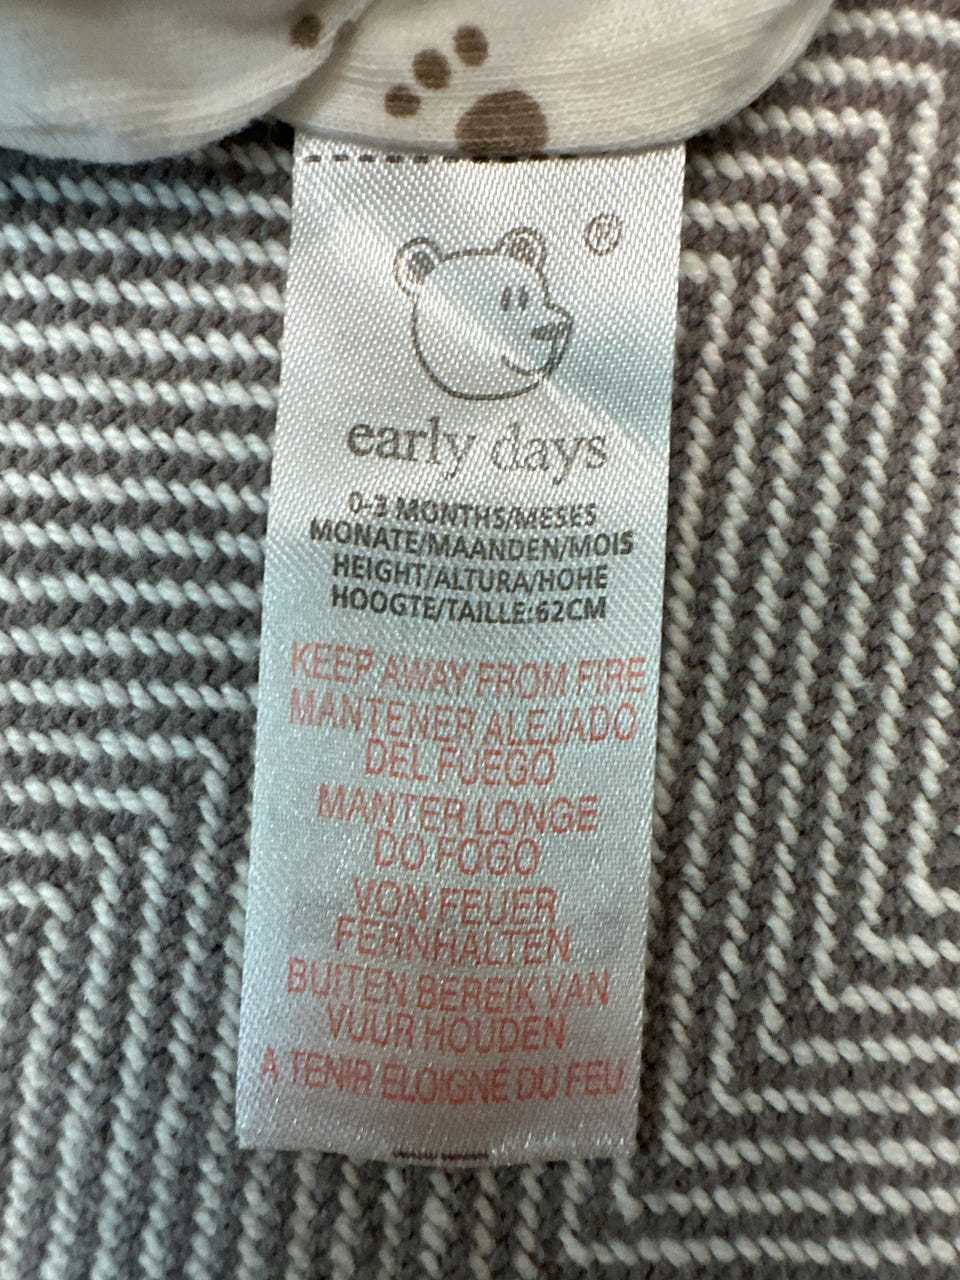 ®
early days
0-3 MONTHS/MESES
MONATE/MAANDEN/MOIS
HEIGHT/ALTURA/HOHE
HOOGTE/TAILLE:62CM
KEEP AWAY FROM FIRE
MANTENER ALEJADO
DEL FUEGO
MANTER LONGE
DO FOGO
VON FEUER
FERNHALTEN
BUITEN BEREIK VAN
VUUR HOUDEN
A TENIR ÉLOIGNÉ DU FEU